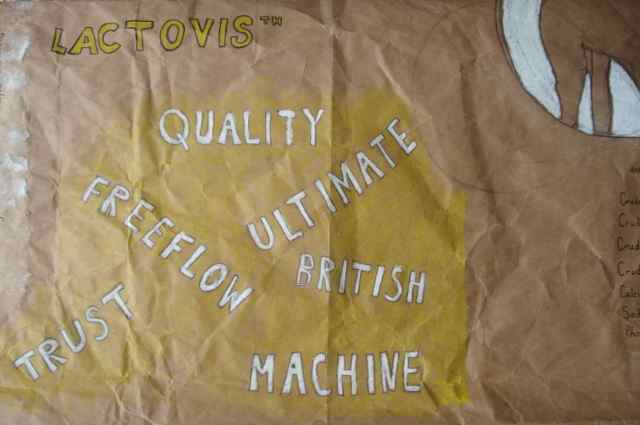 LACTOVIS™
QUALITY
ULTIMATE
FREEFLOW
BRITISH
TRUST
MACHINE